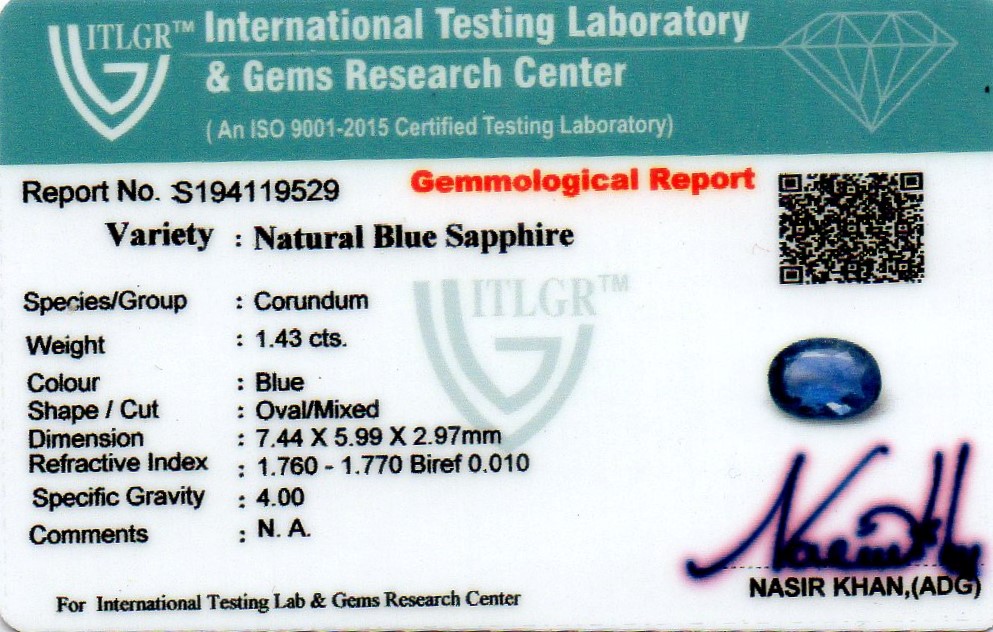 ITLGR™ International Testing Laboratory
& Gems Research Center
( An ISO 9001-2015 Certified Testing Laboratory)
Report No. S194119529
Gemmological Report
Variety : Natural Blue Sapphire
ITLGR™
Species/Group : Corundum
Weight : 1.43 cts.
Colour : Blue
Shape / Cut : Oval/Mixed
Dimension : 7.44 X 5.99 X 2.97mm
Refractive Index : 1.760 - 1.770 Biref 0.010
Specific Gravity : 4.00
Comments : N. A.
NASIR KHAN,(ADG)
For International Testing Lab & Gems Research Center